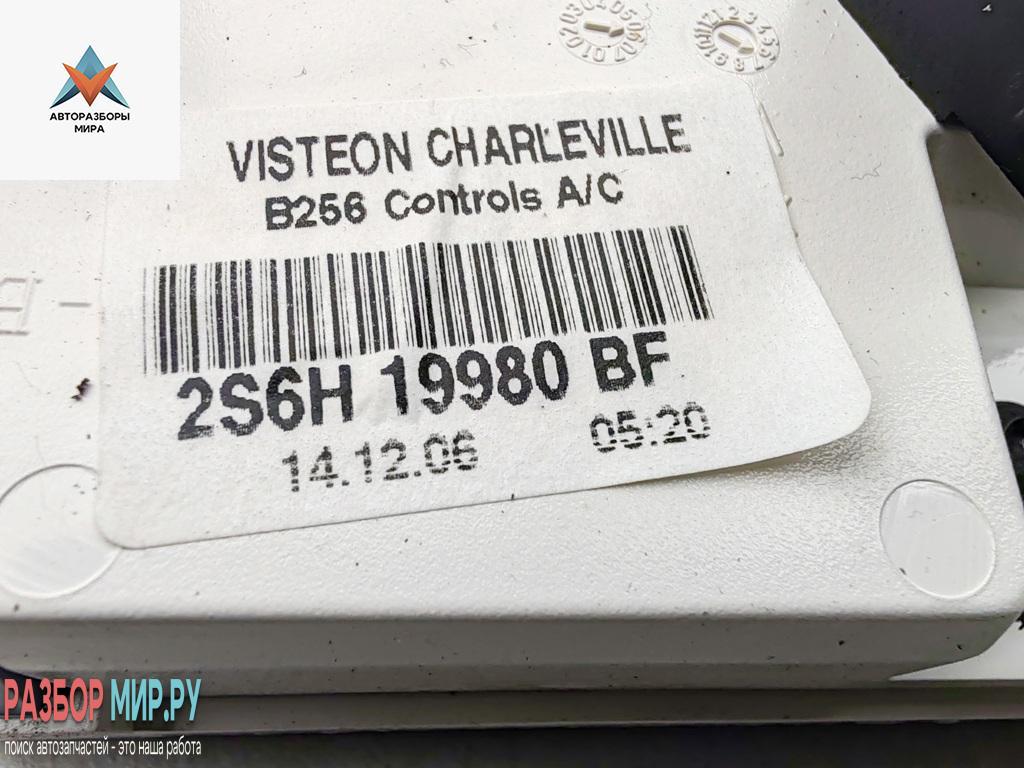 АВТОРАЗБОРЫ
МИРА
VISTEON CHARLEVILLE
B256 Controls A/C
2S6H 19980 BF
14.12.06 05:20
РАЗБОР МИР.РУ
поиск автозапчастей - это наша работа